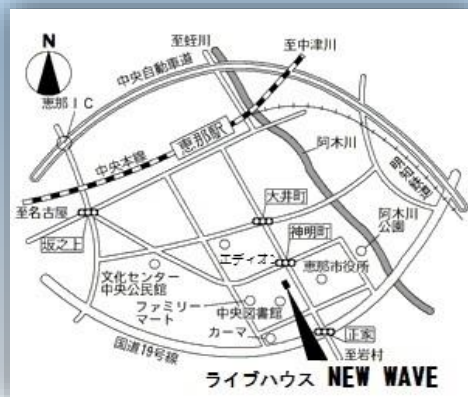 N
至蛭川
至中津川
中央自動車道
恵那IC
恵那駅
中央本線
阿木川
明知鉄道
至名古屋
大井町
坂之上
神明町
阿木川
公園
エディオン
文化センター
中央公民館
恵那市役所
ファミリー
マート
中央図書館
カーマ
正家
国道19号線
至岩村
ライブハウス NEW WAVE